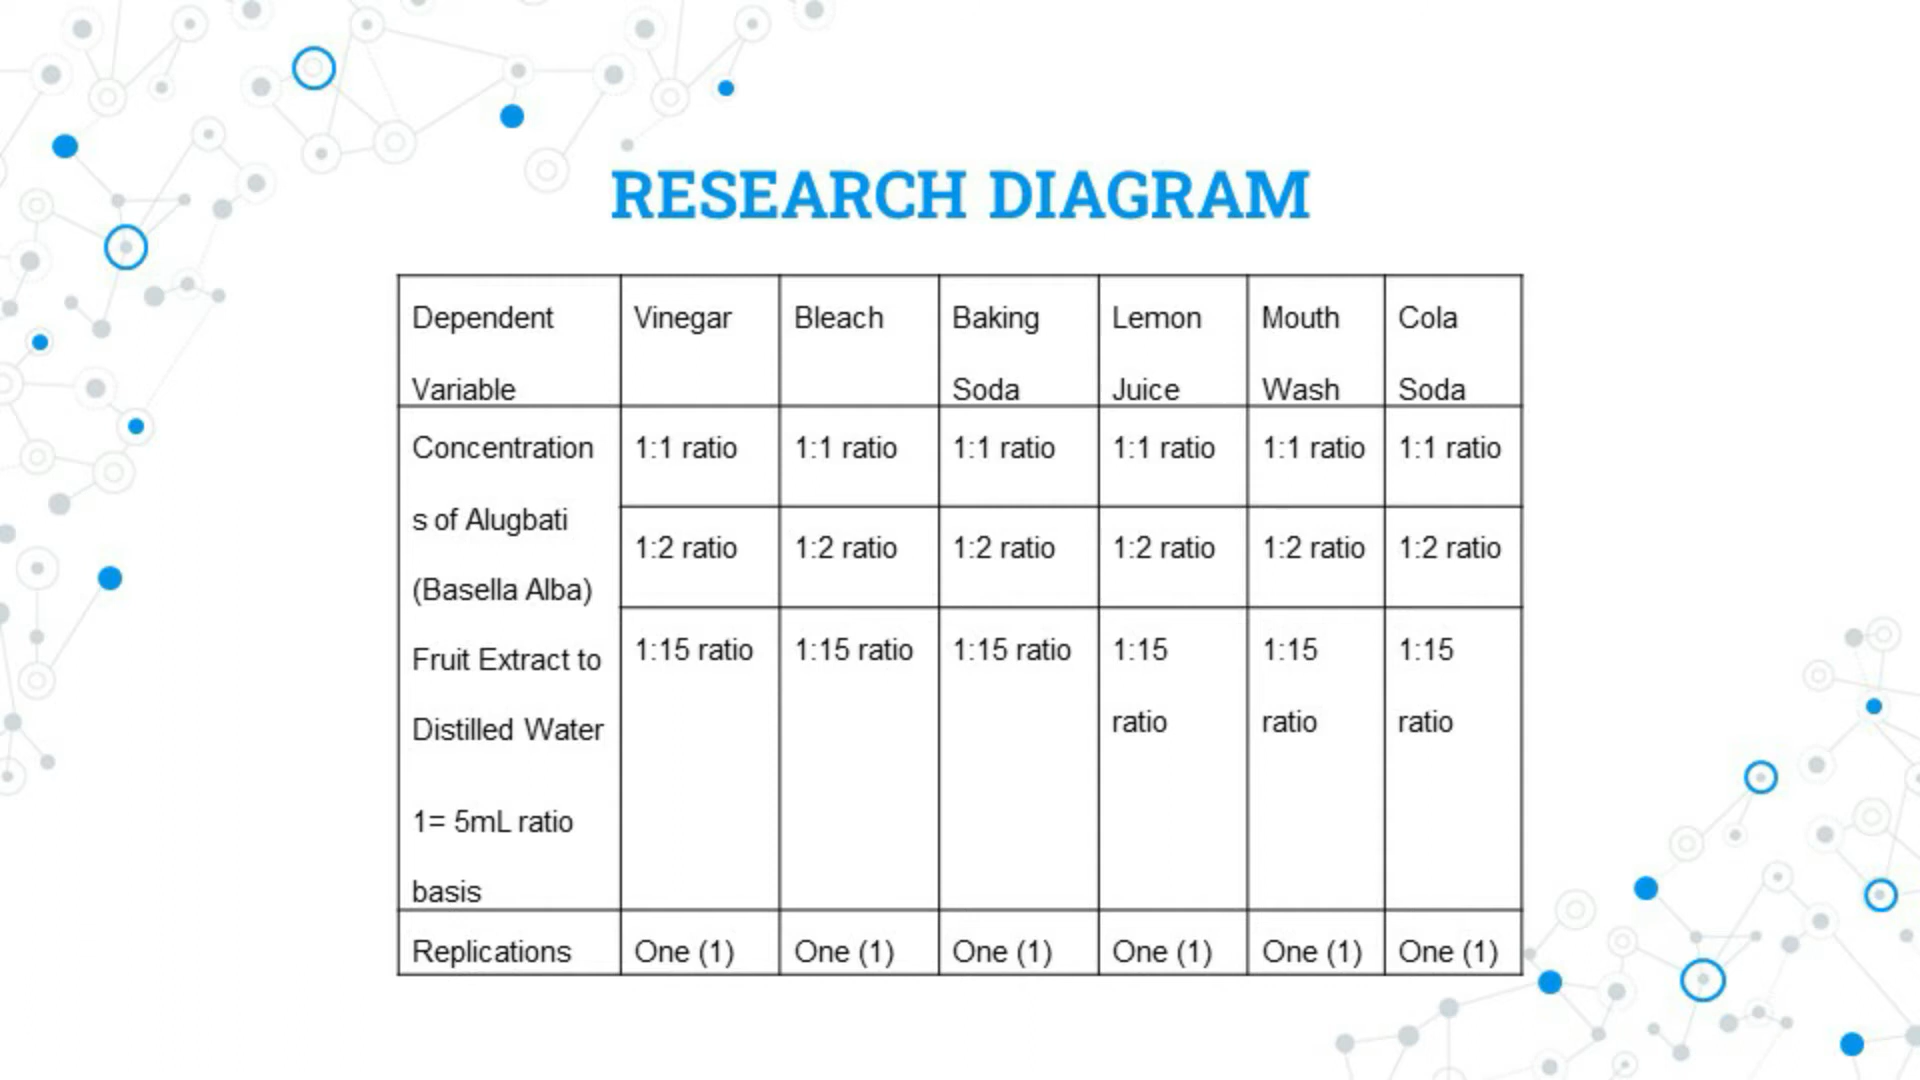 RESEARCH DIAGRAM
Dependent
Variable
Vinegar
Bleach
Baking
Soda
Lemon
Juice
Mouth
Wash
Cola
Soda
Concentration
s of Alugbati
(Basella Alba)
Fruit Extract to
Distilled Water
1= 5mL ratio
basis
1:1 ratio
1:1 ratio
1:1 ratio
1:1 ratio
1:1 ratio
1:1 ratio
1:2 ratio
1:2 ratio
1:2 ratio
1:2 ratio
1:2 ratio
1:2 ratio
1:15 ratio
1:15 ratio
1:15 ratio
1:15
ratio
1:15
ratio
1:15
ratio
Replications
One (1)
One (1)
One (1)
One (1)
One (1)
One (1)